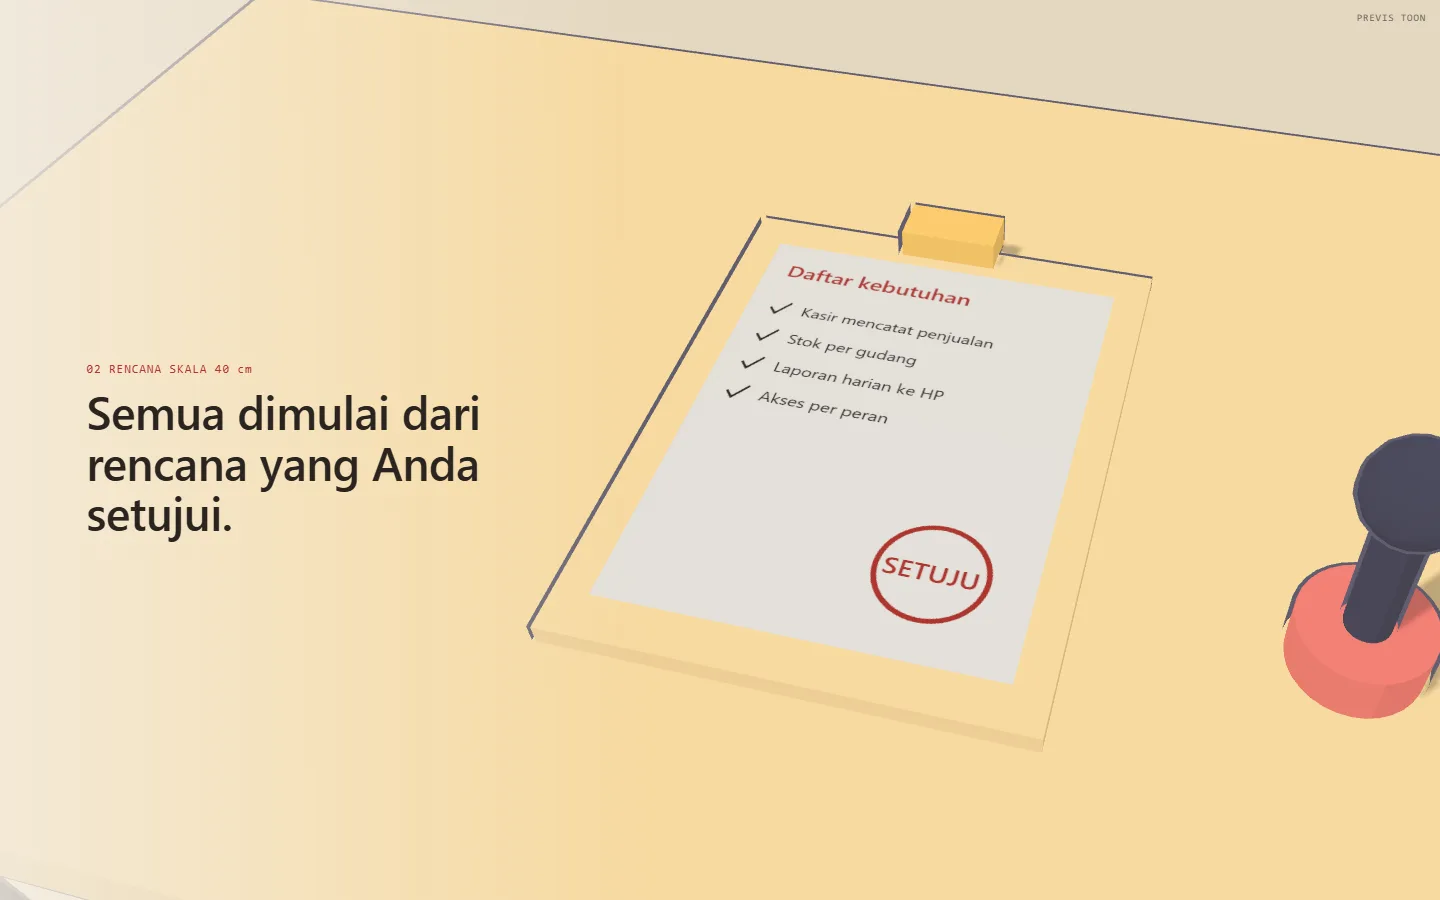 PREVIS TOON
02 RENCANA SKALA 40 cm
Semua dimulai dari
rencana yang Anda
setujui.
Daftar kebutuhan
Kasir mencatat penjualan
Stok per gudang
Laporan harian ke HP
Akses per peran
SETUJU